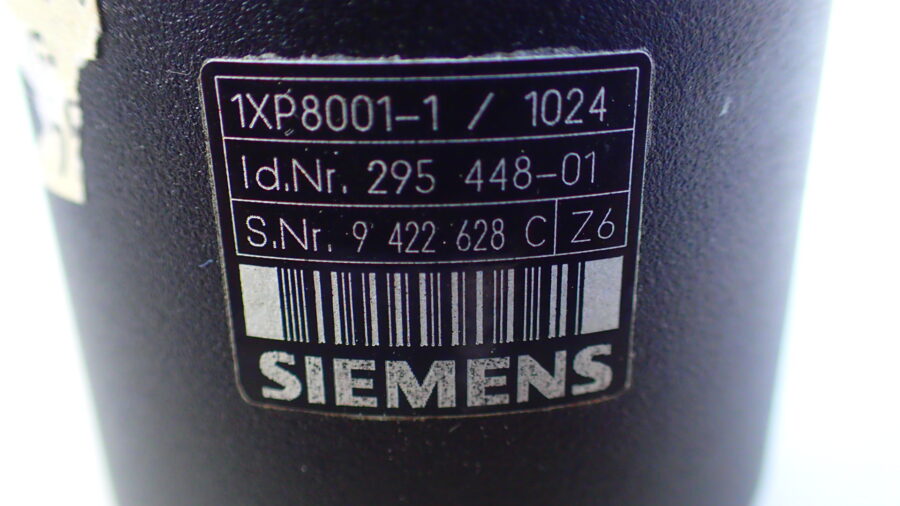 1XP8001-1 / 1024
Id.Nr. 295 448-01
S.Nr. 9 422 628 C Z6
SIEMENS